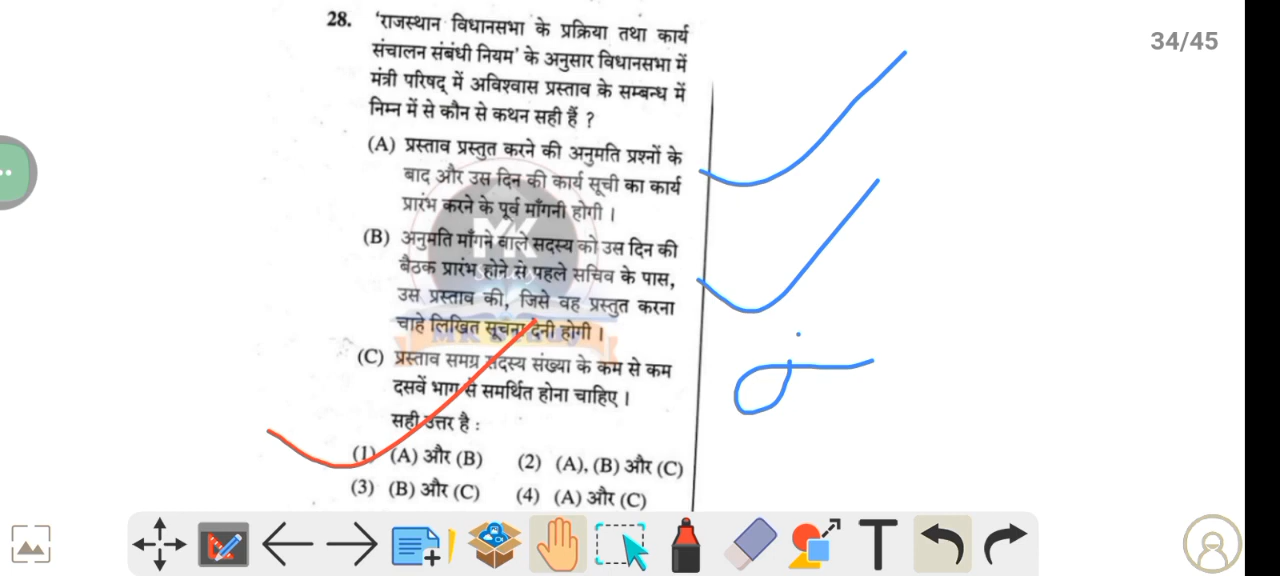 34/45
28. 'राजस्थान विधानसभा के प्रक्रिया तथा कार्य
संचालन संबंधी नियम' के अनुसार विधानसभा में
मंत्री परिषद् में अविश्वास प्रस्ताव के सम्बन्ध में
निम्न में से कौन से कथन सही हैं ?
(A) प्रस्ताव प्रस्तुत करने की अनुमति प्रश्नों के
बाद और उस दिन की कार्य सूची का कार्य
प्रारंभ करने के पूर्व माँगनी होगी ।
(B) अनुमति माँगने वाले सदस्य को उस दिन की
बैठक प्रारंभ होने से पहले सचिव के पास,
उस प्रस्ताव की, जिसे वह प्रस्तुत करना
चाहे लिखित सूचना देनी होगी ।
(C) प्रस्ताव समग्र सदस्य संख्या के कम से कम
दसवें भाग से समर्थित होना चाहिए ।
सही उत्तर है :
(1) (A) और (B) (2) (A), (B) और (C)
(3) (B) और (C) (4) (A) और (C)